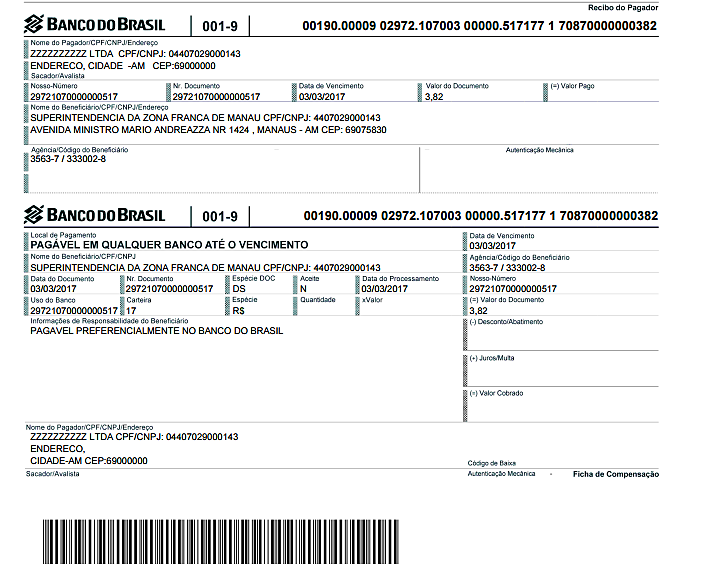 Recibo do Pagador
BANCO DO BRASIL 001-9 00190.00009 02972.107003 00000.517177 1 70870000000382
Nome do Pagador/CPF/CNPJ/Endereço
ZZZZZZZZZZ LTDA CPF/CNPJ: 04407029000143
ENDERECO, CIDADE -AM CEP:69000000
Sacador/Avalista
Nosso-Número Nr. Documento Data de Vencimento Valor do Documento (=) Valor Pago
29721070000000517 29721070000000517 03/03/2017 3,82
Nome do Beneficiário/CPF/CNPJ/Endereço
SUPERINTENDENCIA DA ZONA FRANCA DE MANAU CPF/CNPJ: 4407029000143
AVENIDA MINISTRO MARIO ANDREAZZA NR 1424 , MANAUS - AM CEP: 69075830
Agência/Código do Beneficiário Autenticação Mecânica
3563-7 / 333002-8
BANCO DO BRASIL 001-9 00190.00009 02972.107003 00000.517177 1 70870000000382
Local de Pagamento Data de Vencimento
PAGÁVEL EM QUALQUER BANCO ATÉ O VENCIMENTO 03/03/2017
Nome do Beneficiário/CPF/CNPJ Agência/Código do Beneficiário
SUPERINTENDENCIA DA ZONA FRANCA DE MANAU CPF/CNPJ: 4407029000143 3563-7 / 333002-8
Data do Documento Nr. Documento Espécie DOC Aceite Data do Processamento Nosso-Número
03/03/2017 29721070000000517 DS N 03/03/2017 29721070000000517
Uso do Banco Carteira Espécie Quantidade xValor (=) Valor do Documento
29721070000000517 17 R$ 3,82
Informações de Responsabilidade do Beneficiário (-) Desconto/Abatimento
PAGAVEL PREFERENCIALMENTE NO BANCO DO BRASIL
(+) Juros/Multa
(=) Valor Cobrado
Nome do Pagador/CPF/CNPJ/Endereço
ZZZZZZZZZZ LTDA CPF/CNPJ: 04407029000143
ENDERECO,
CIDADE-AM CEP:69000000
Código de Baixa
Sacador/Avalista Autenticação Mecânica - Ficha de Compensação